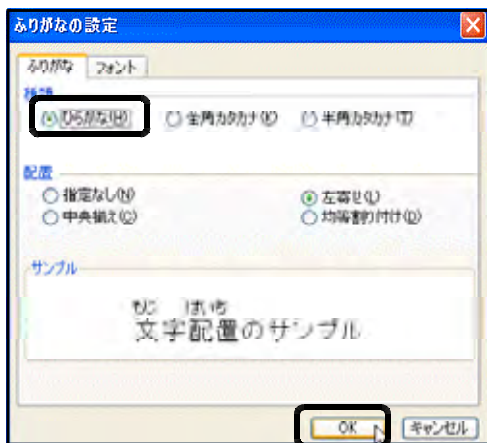 ふりがなの設定
ふりがな フォント
種類
ひらがな(H) 全角カタカナ(K) 半角カタカナ(T)
配置
指定なし(N) 左寄せ(L)
中央揃え(C) 均等割り付け(D)
サンプル
もじ はいち
文字配置のサンプル
OK キャンセル